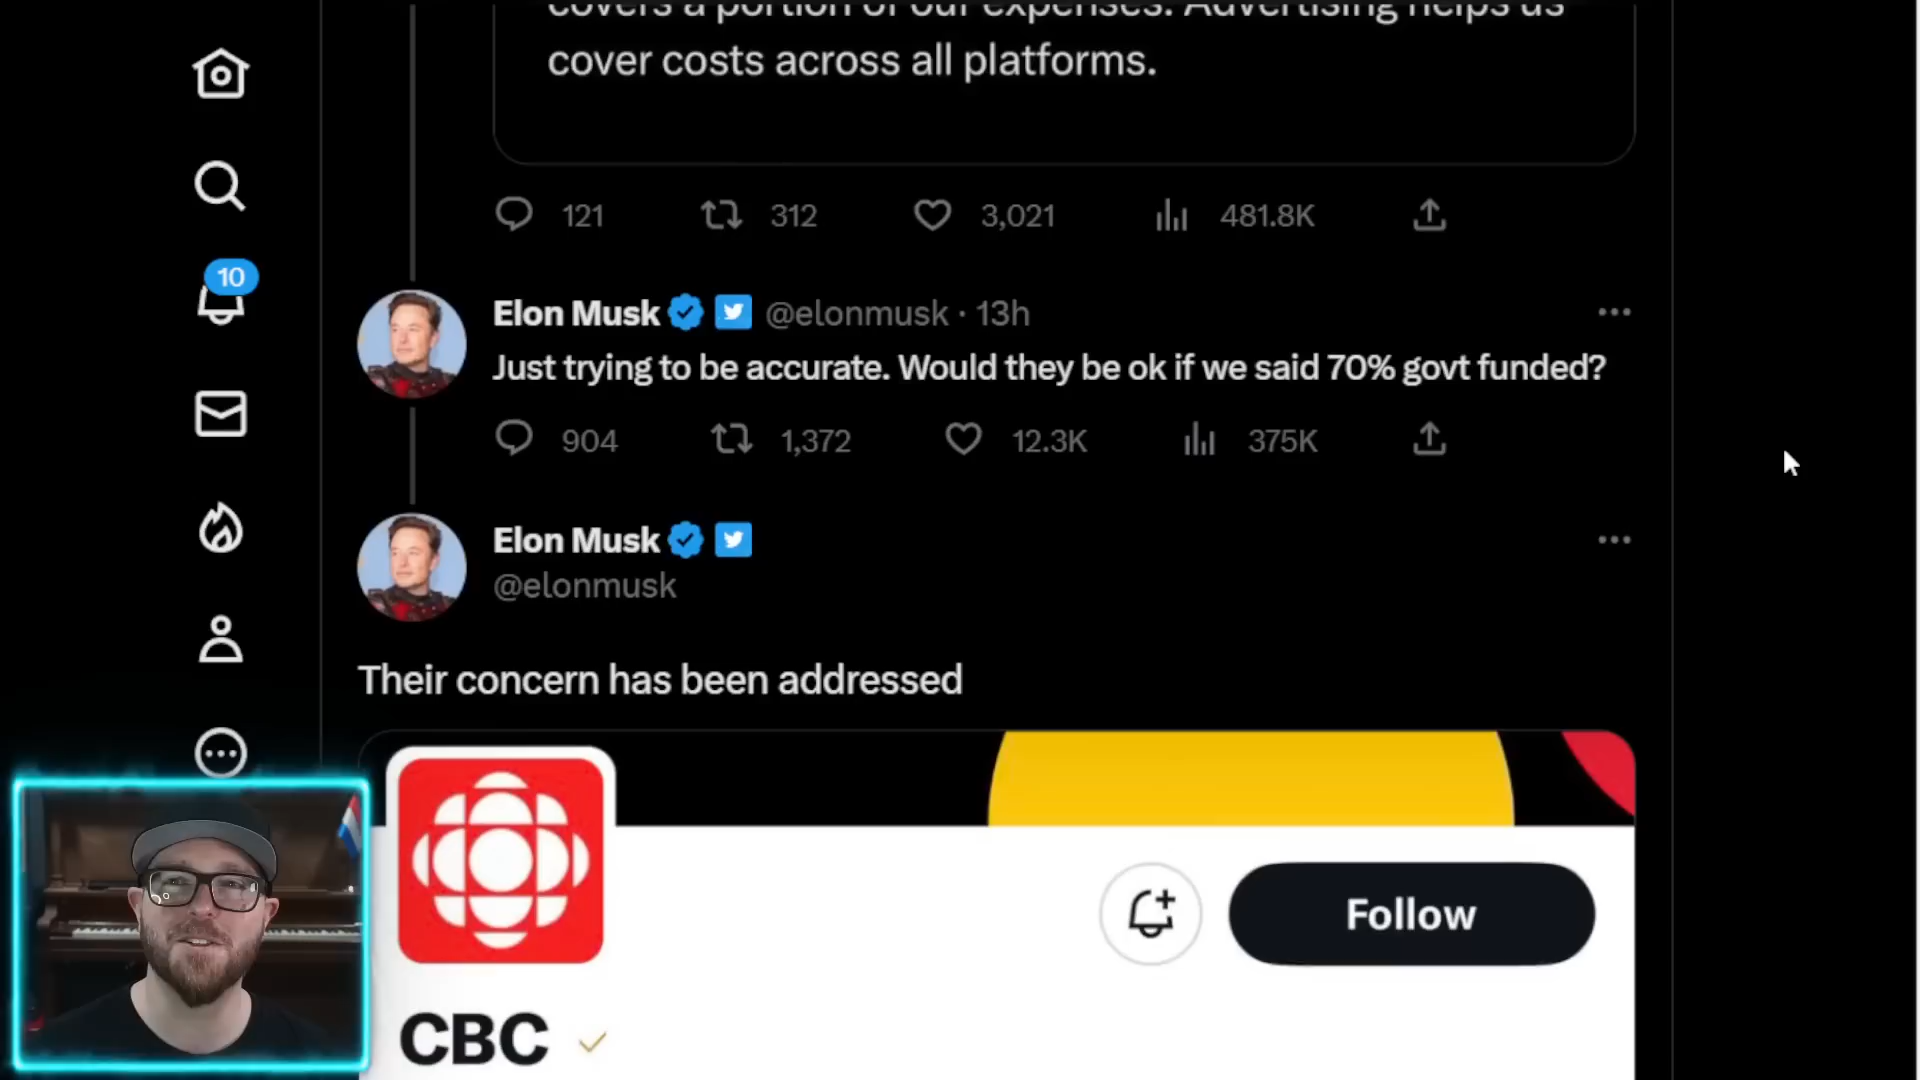 covers a portion of our expenses. Advertising helps us
cover costs across all platforms.
121 312 3,021 481.8K
10
Elon Musk @elonmusk · 13h
Just trying to be accurate. Would they be ok if we said 70% govt funded?
904 1,372 12.3K 375K
Elon Musk
@elonmusk
Their concern has been addressed
Follow
CBC